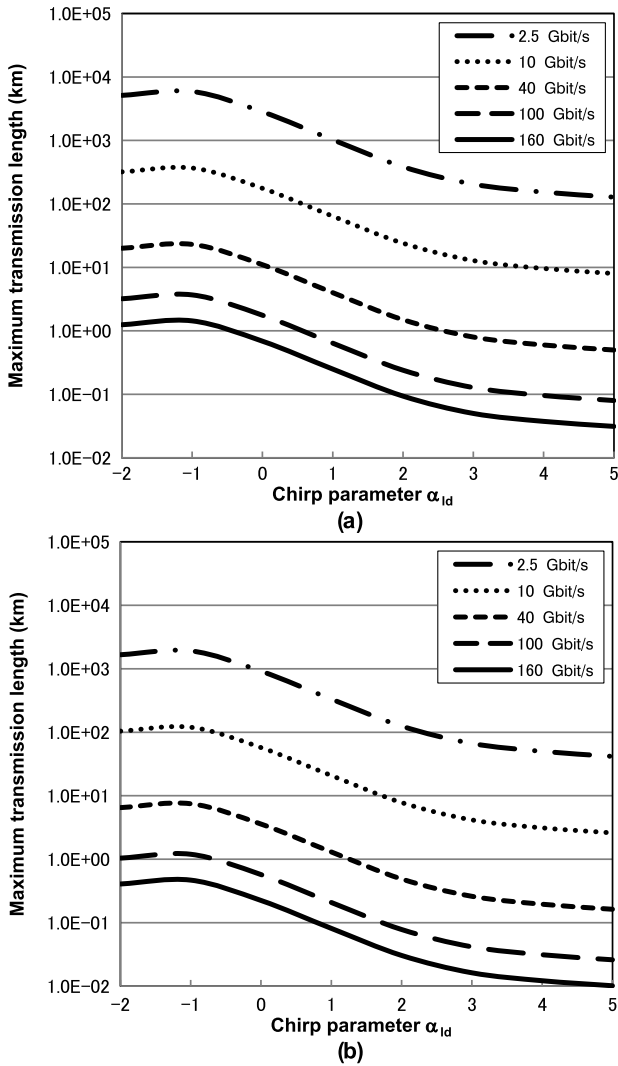 1.0E+05
1.0E+04
1.0E+03
1.0E+02
1.0E+01
1.0E+00
1.0E−01
1.0E−02
Maximum transmission length (km)
2.5 Gbit/s
10 Gbit/s
40 Gbit/s
100 Gbit/s
160 Gbit/s
−2 −1 0 1 2 3 4 5
Chirp parameter αld
(a)
1.0E+05
1.0E+04
1.0E+03
1.0E+02
1.0E+01
1.0E+00
1.0E−01
1.0E−02
Maximum transmission length (km)
2.5 Gbit/s
10 Gbit/s
40 Gbit/s
100 Gbit/s
160 Gbit/s
−2 −1 0 1 2 3 4 5
Chirp parameter αld
(b)